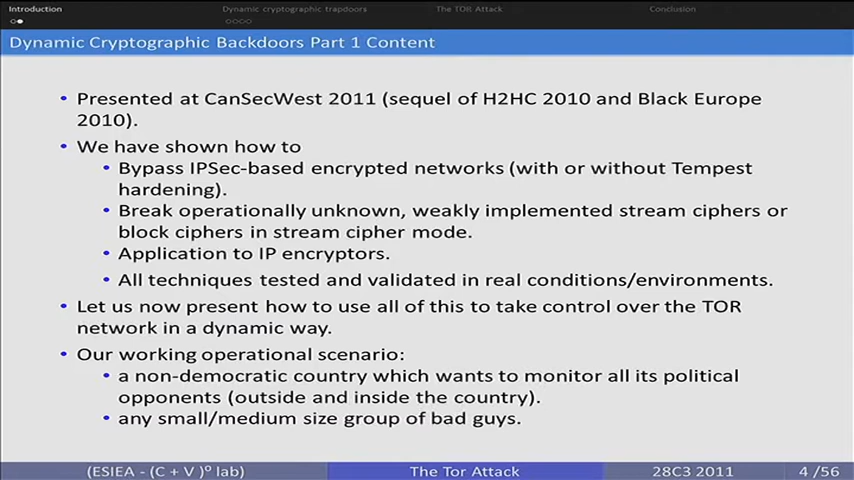 Introduction Dynamic cryptographic trapdoors The TOR Attack Conclusion
Dynamic Cryptographic Backdoors Part 1 Content
• Presented at CanSecWest 2011 (sequel of H2HC 2010 and Black Europe
2010).
• We have shown how to
• Bypass IPSec-based encrypted networks (with or without Tempest
hardening).
• Break operationally unknown, weakly implemented stream ciphers or
block ciphers in stream cipher mode.
• Application to IP encryptors.
• All techniques tested and validated in real conditions/environments.
• Let us now present how to use all of this to take control over the TOR
network in a dynamic way.
• Our working operational scenario:
• a non-democratic country which wants to monitor all its political
opponents (outside and inside the country).
• any small/medium size group of bad guys.
(ESIEA - (C + V )º lab) The Tor Attack 28C3 2011 4 /56